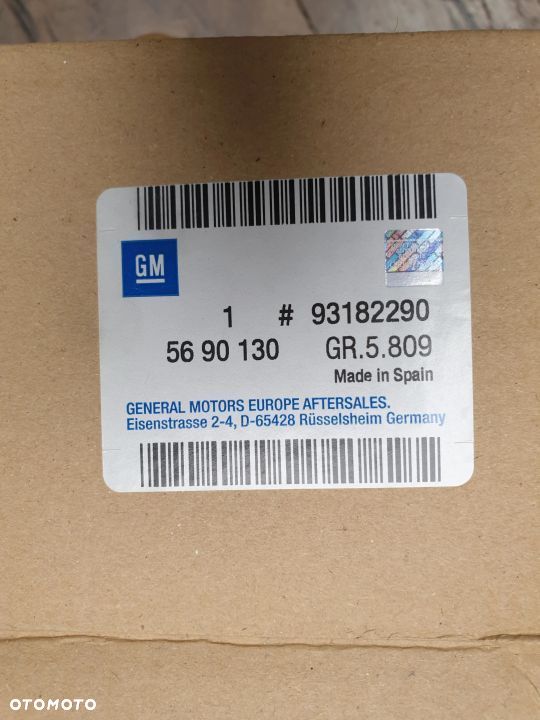 GM
1 # 93182290
56 90 130 GR.5.809
Made in Spain
GENERAL MOTORS EUROPE AFTERSALES.
Eisenstrasse 2-4, D-65428 Rüsselsheim Germany
OTOMOTO